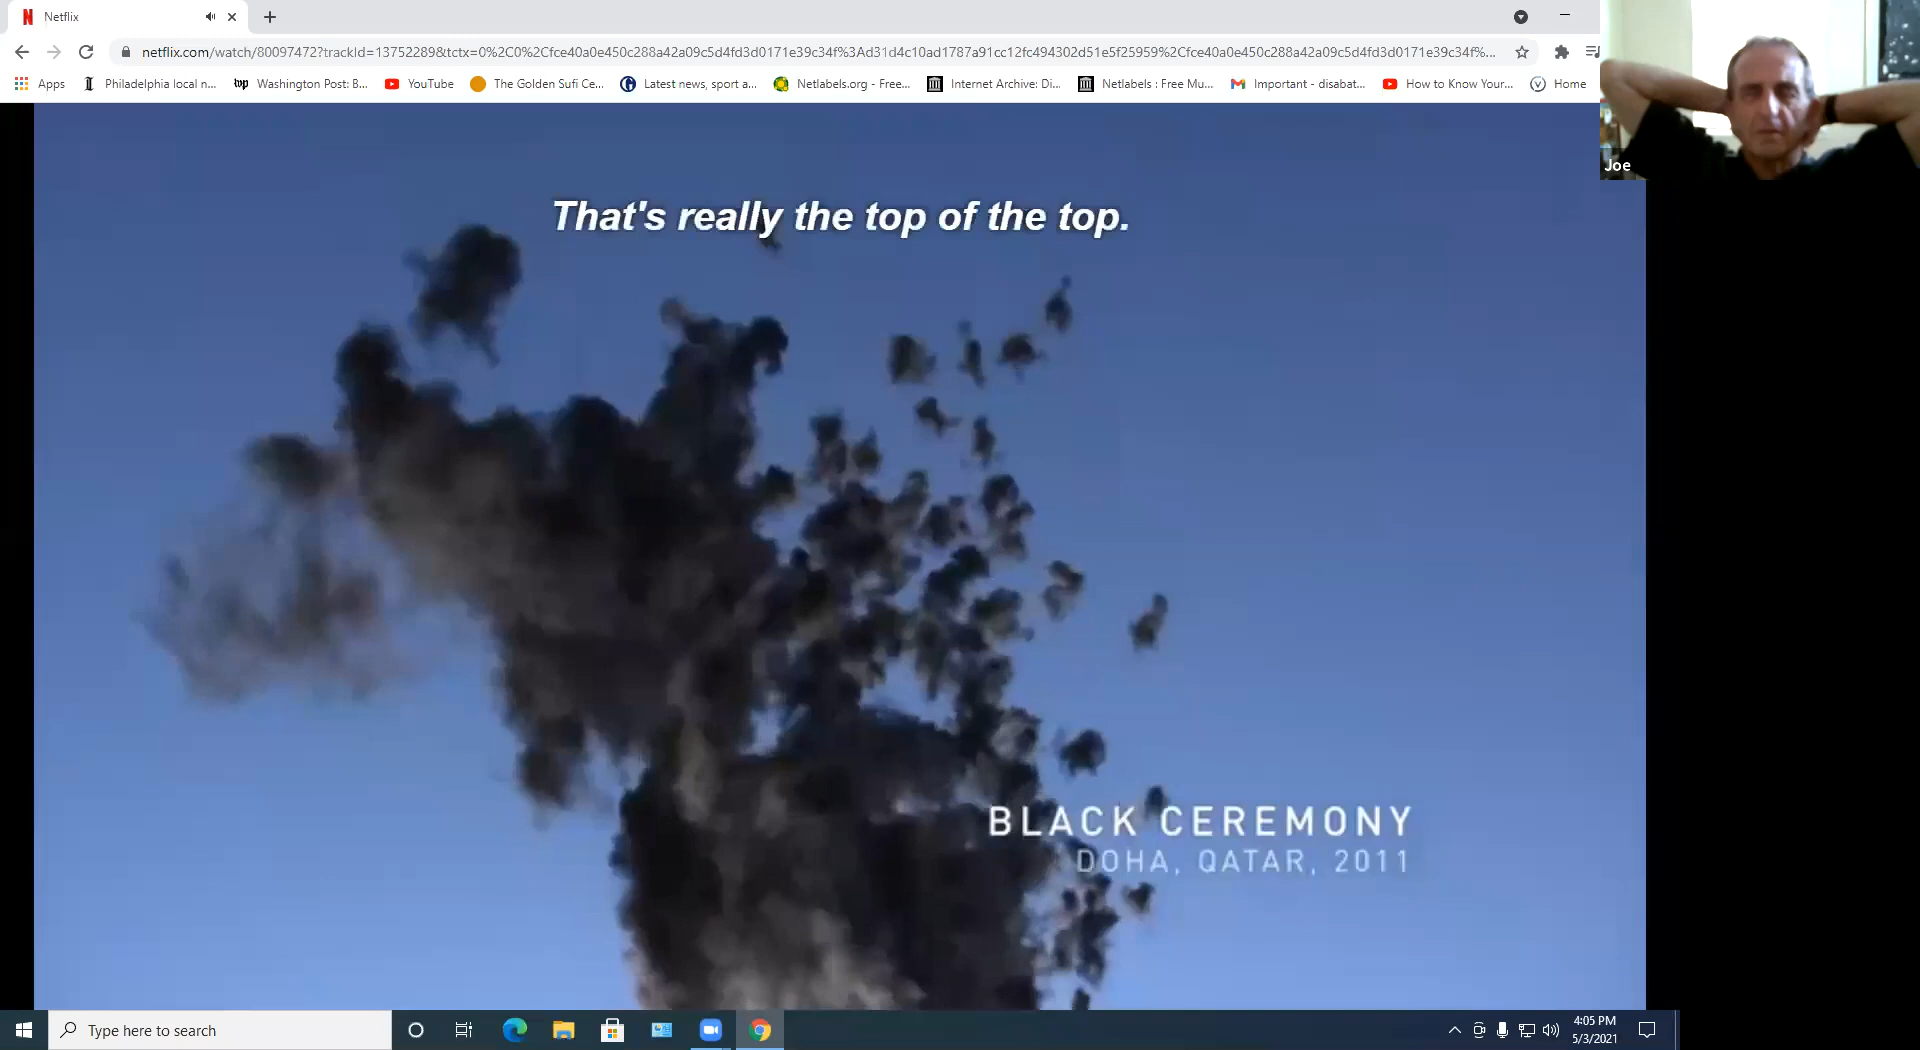 Netflix
netflix.com/watch/80097472?trackId=13752289&tctx=0%2C0%2Cfce40a0e450c288a42a09c5d4fd3d0171e39c34f%3Ad31d4c10ad1787a91cc12fc494302d51e5f25959%2Cfce40a0e450c288a42a09c5d4fd3d0171e39c34f%...
Apps Philadelphia local n... wp Washington Post: B... YouTube The Golden Sufi Ce... Latest news, sport a... Netlabels.org - Free... Internet Archive: Di... Netlabels : Free Mu... Important - disabat... How to Know Your... Home
Joe
That's really the top of the top.
BLACK CEREMONY
DOHA, QATAR, 2011
Type here to search
4:05 PM
5/3/2021